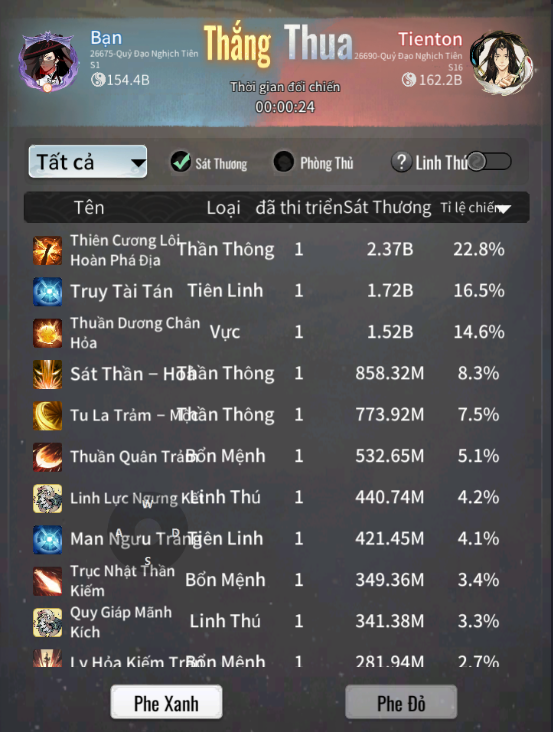 Bạn
26675-Quỷ Đạo Nghịch Tiên
S1
154.4B
Thắng
Thua
Tienton
26690-Quỷ Đạo Nghịch Tiên
S16
162.2B
Thời gian đối chiến
00:00:24
Tất cả
Sát Thương
Phòng Thủ
? Linh Thú
Tên Loại đã thi triển Sát Thương Tỉ lệ chiến
Thiên Cương Lôi
Hoàn Phá Địa
Thần Thông 1 2.37B 22.8%
Truy Tài Tán Tiên Linh 1 1.72B 16.5%
Thuần Dương Chân
Hỏa
Vực 1 1.52B 14.6%
Sát Thần – Hoả Thần Thông 1 858.32M 8.3%
Tu La Trảm – Mộc Thần Thông 1 773.92M 7.5%
Thuần Quân Trảm Bổn Mệnh 1 532.65M 5.1%
Linh Lực Ngưng Kết Linh Thú 1 440.74M 4.2%
Man Ngưu Trảng Tiên Linh 1 421.45M 4.1%
W
A D
S
Trục Nhật Thần
Kiếm
Bổn Mệnh 1 349.36M 3.4%
Quy Giáp Mãnh
Kích
Linh Thú 1 341.38M 3.3%
Ly Hỏa Kiếm Trận Bổn Mệnh 1 281.94M 2.7%
Phe Xanh
Phe Đỏ